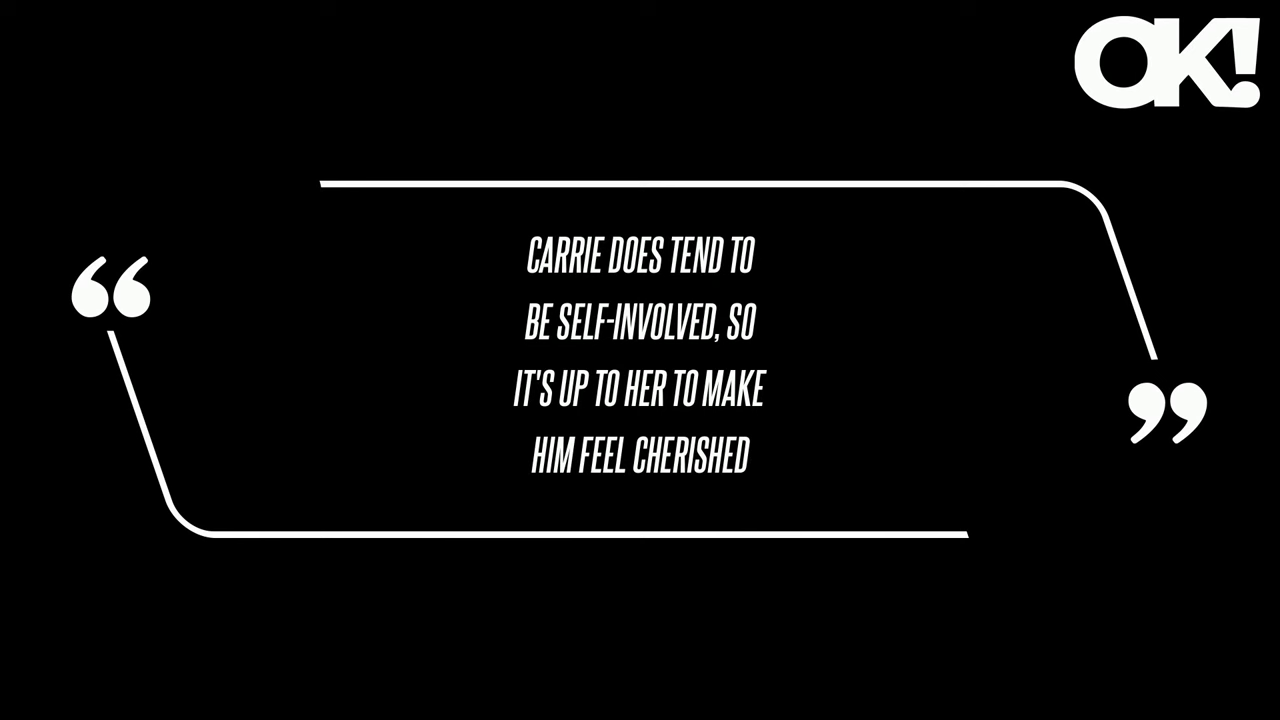 OK!
CARRIE DOES TEND TO
BE SELF-INVOLVED, SO
IT'S UP TO HER TO MAKE
HIM FEEL CHERISHED